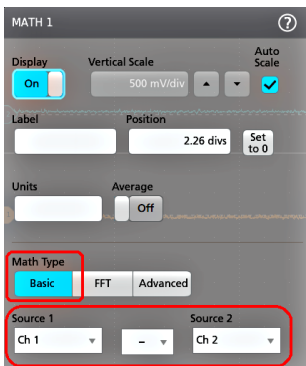 MATH 1 ?
Display Vertical Scale Auto Scale
On 500 mV/div
Label Position
2.26 divs Set to 0
Units Average
Off
Math Type
Basic FFT Advanced
Source 1 Source 2
Ch 1 – Ch 2